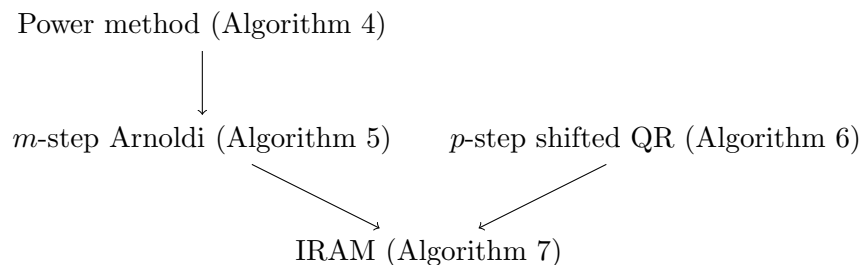 Power method (Algorithm 4)
m-step Arnoldi (Algorithm 5)
p-step shifted QR (Algorithm 6)
IRAM (Algorithm 7)